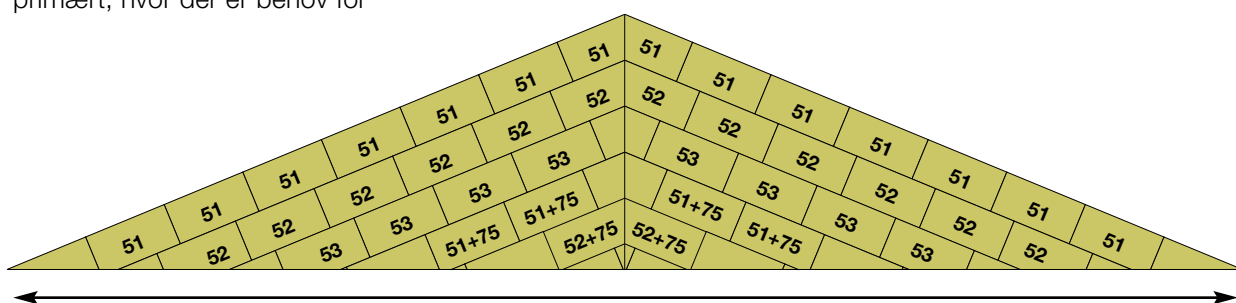 primært, hvor der er behov for
51 51 51 51 51 51 51 51 51 51 51 51 51 51
52 52 52 52 52 52 52 52 52 52 52 52
53 53 53 53 53 53 53 53
51+75 51+75 51+75 51+75
52+75 52+75